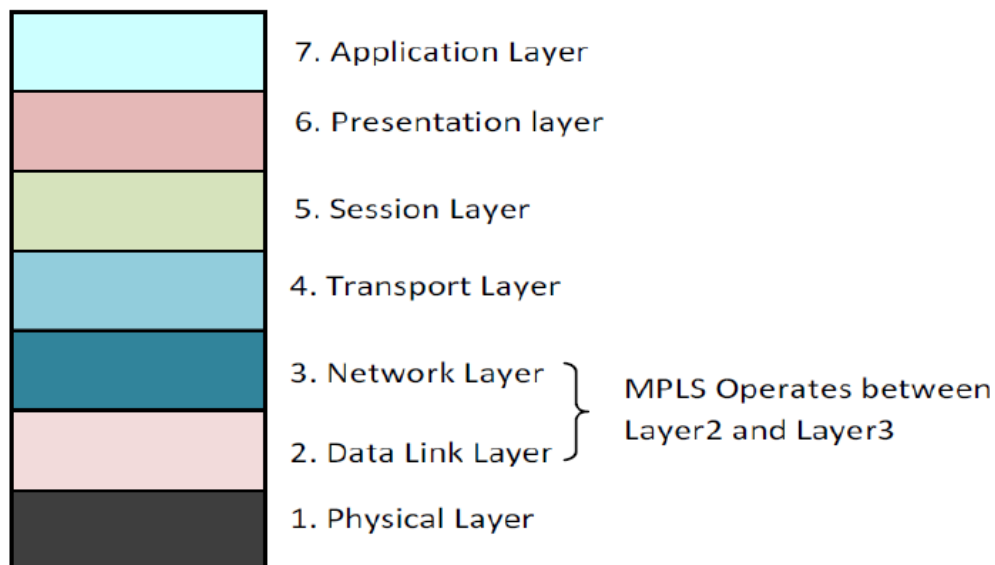 7. Application Layer
6. Presentation layer
5. Session Layer
4. Transport Layer
3. Network Layer
2. Data Link Layer
MPLS Operates between
Layer2 and Layer3
1. Physical Layer